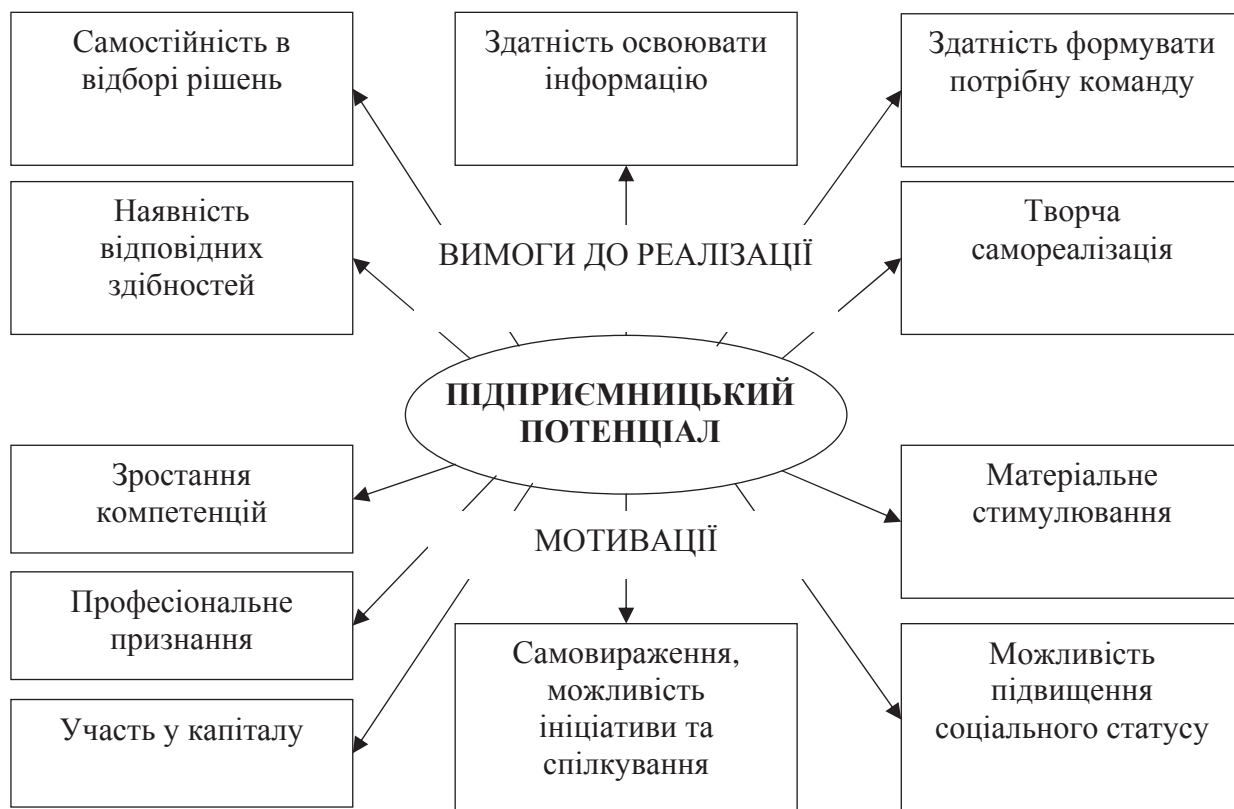 Самостійність в
відборі рішень
Здатність освоювати
інформацію
Здатність формувати
потрібну команду
Наявність
відповідних
здібностей
ВИМОГИ ДО РЕАЛІЗАЦІЇ
Творча
самореалізація
ПІДПРИЄМНИЦЬКИЙ
ПОТЕНЦІАЛ
Зростання
компетенцій
МОТИВАЦІЇ
Матеріальне
стимулювання
Професіональне
признання
Участь у капіталу
Самовираження,
можливість
ініціативи та
спілкування
Можливість
підвищення
соціального статусу